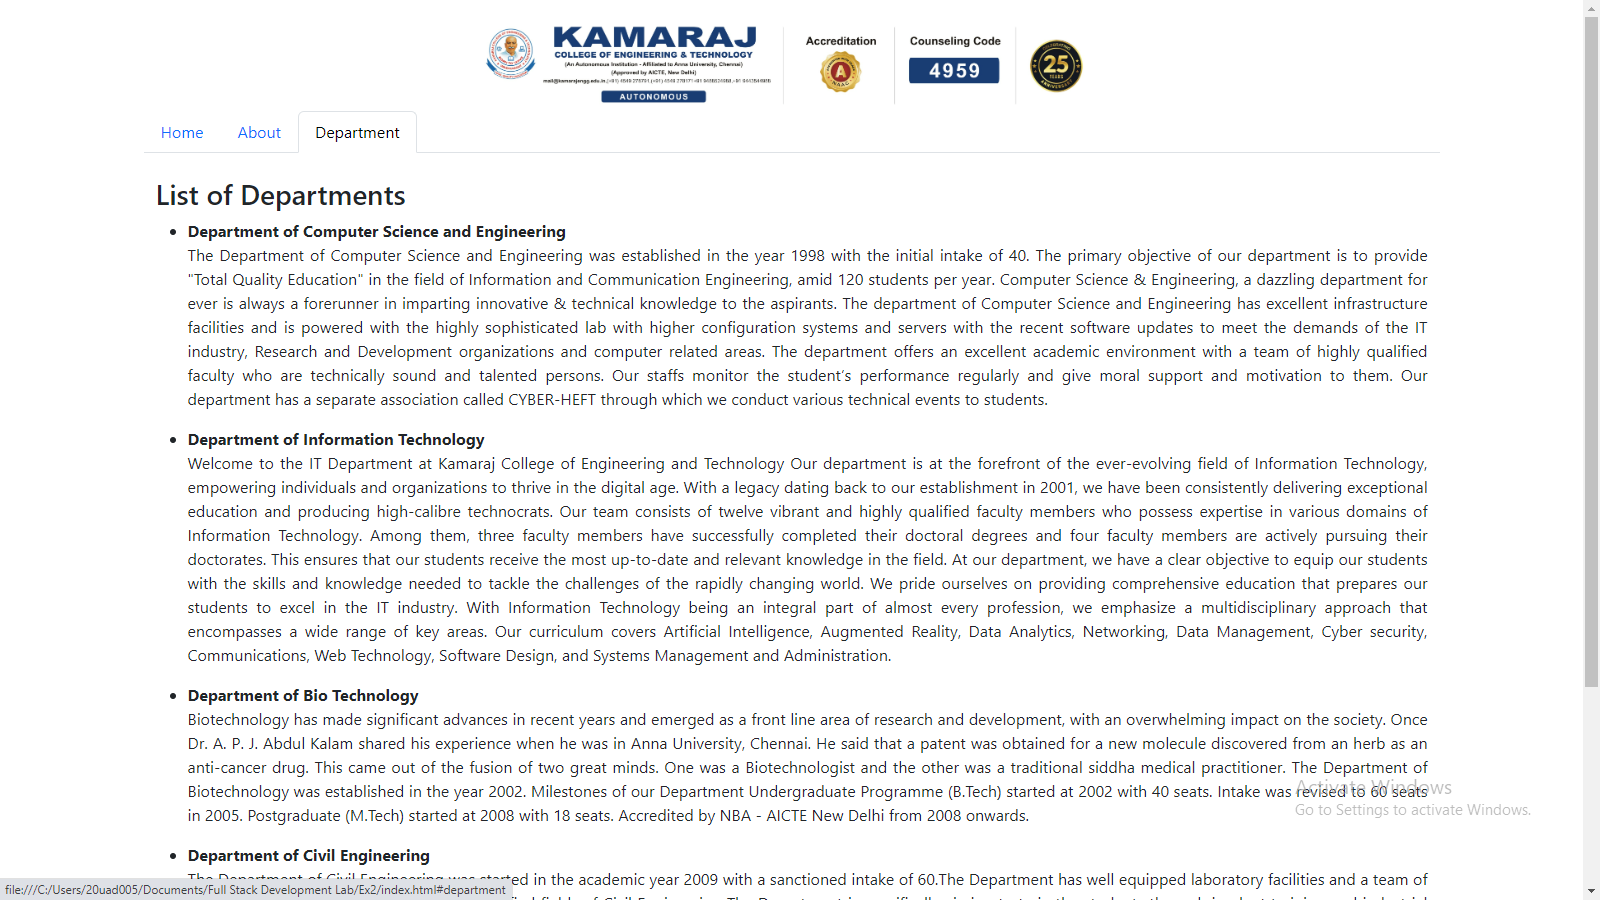 KAMARAJ
COLLEGE OF ENGINEERING & TECHNOLOGY
(An Autonomous Institution - Affiliated to Anna University, Chennai)
(Approved by AICTE, New Delhi)
AUTONOMOUS
Accreditation
A
NAAC
Counseling Code
4959
25
YEARS
ANNIVERSARY
Home About Department
List of Departments
• Department of Computer Science and Engineering
The Department of Computer Science and Engineering was established in the year 1998 with the initial intake of 40. The primary objective of our department is to provide
"Total Quality Education" in the field of Information and Communication Engineering, amid 120 students per year. Computer Science & Engineering, a dazzling department for
ever is always a forerunner in imparting innovative & technical knowledge to the aspirants. The department of Computer Science and Engineering has excellent infrastructure
facilities and is powered with the highly sophisticated lab with higher configuration systems and servers with the recent software updates to meet the demands of the IT
industry, Research and Development organizations and computer related areas. The department offers an excellent academic environment with a team of highly qualified
faculty who are technically sound and talented persons. Our staffs monitor the student’s performance regularly and give moral support and motivation to them. Our
department has a separate association called CYBER-HEFT through which we conduct various technical events to students.
• Department of Information Technology
Welcome to the IT Department at Kamaraj College of Engineering and Technology Our department is at the forefront of the ever-evolving field of Information Technology,
empowering individuals and organizations to thrive in the digital age. With a legacy dating back to our establishment in 2001, we have been consistently delivering exceptional
education and producing high-calibre technocrats. Our team consists of twelve vibrant and highly qualified faculty members who possess expertise in various domains of
Information Technology. Among them, three faculty members have successfully completed their doctoral degrees and four faculty members are actively pursuing their
doctorates. This ensures that our students receive the most up-to-date and relevant knowledge in the field. At our department, we have a clear objective to equip our students
with the skills and knowledge needed to tackle the challenges of the rapidly changing world. We pride ourselves on providing comprehensive education that prepares our
students to excel in the IT industry. With Information Technology being an integral part of almost every profession, we emphasize a multidisciplinary approach that
encompasses a wide range of key areas. Our curriculum covers Artificial Intelligence, Augmented Reality, Data Analytics, Networking, Data Management, Cyber security,
Communications, Web Technology, Software Design, and Systems Management and Administration.
• Department of Bio Technology
Biotechnology has made significant advances in recent years and emerged as a front line area of research and development, with an overwhelming impact on the society. Once
Dr. A. P. J. Abdul Kalam shared his experience when he was in Anna University, Chennai. He said that a patent was obtained for a new molecule discovered from an herb as an
anti-cancer drug. This came out of the fusion of two great minds. One was a Biotechnologist and the other was a traditional siddha medical practitioner. The Department of
Biotechnology was established in the year 2002. Milestones of our Department Undergraduate Programme (B.Tech) started at 2002 with 40 seats. Intake was revised to 60 seats
in 2005. Postgraduate (M.Tech) started at 2008 with 18 seats. Accredited by NBA - AICTE New Delhi from 2008 onwards.
Activate Windows
Go to Settings to activate Windows.
• Department of Civil Engineering
The Department of Civil Engineering was started in the academic year 2009 with a sanctioned intake of 60.The Department has well equipped laboratory facilities and a team of
file:///C:/Users/20uad005/Documents/Full Stack Development Lab/Ex2/index.html#department